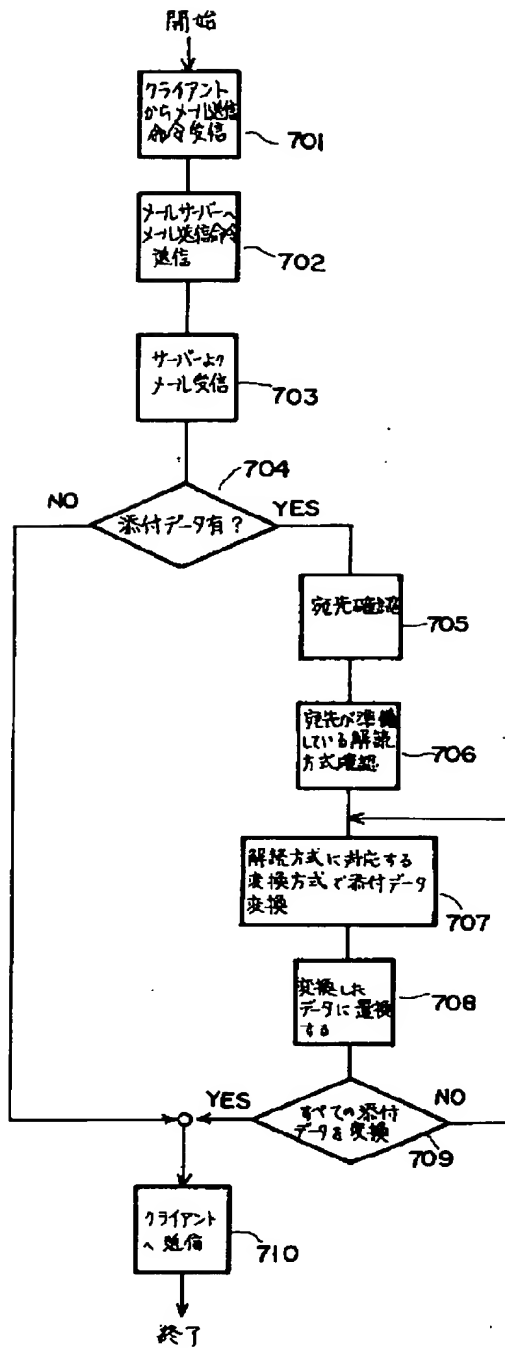 開始
クライアント
からメール送信
命令受信
701
メールサーバーへ
メール送信命令
送信
702
サーバーより
メール受信
703
704
NO
添付データ有?
YES
宛先確認
705
宛先が準備
している解読
方式確認
706
解読方式に対応する
変換方式で添付データ
変換
707
変換した
データに置換
する
708
YES
すべての添付
データを変換
NO
709
クライアント
へ送信
710
終了